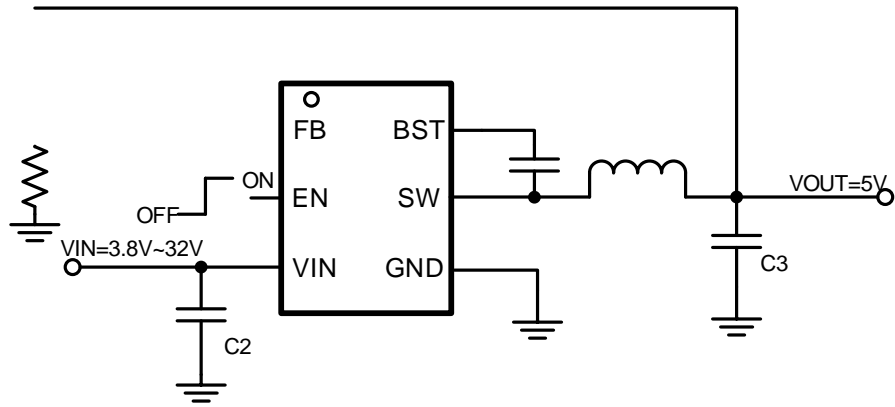 FB
BST
ON
EN
SW
OFF
VOUT=5V
VIN=3.8V~32V
VIN
GND
C3
C2